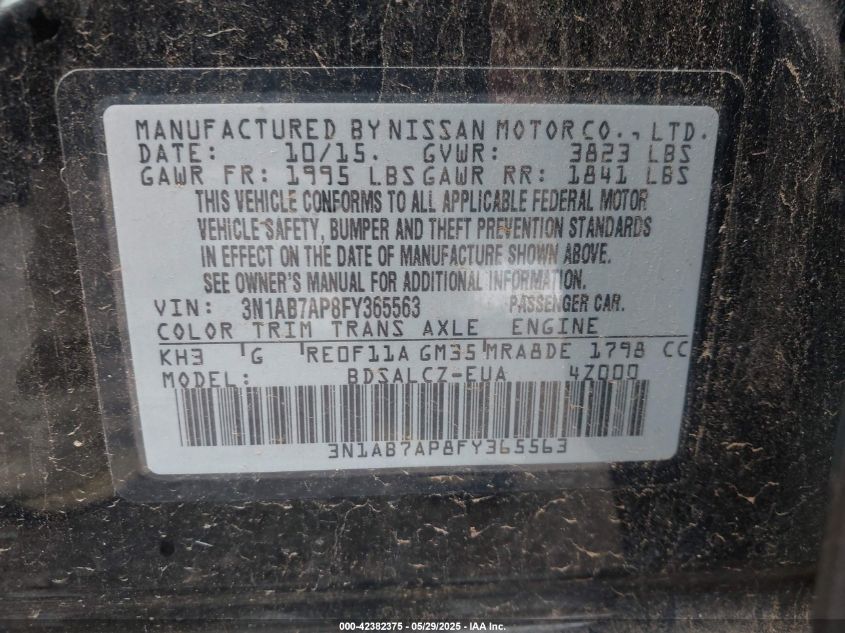 MANUFACTURED BY NISSAN MOTOR CO., LTD.
DATE: 10/15. GVWR: 3823 LBS
GAWR FR: 1995 LBS GAWR RR: 1841 LBS
THIS VEHICLE CONFORMS TO ALL APPLICABLE FEDERAL MOTOR
VEHICLE SAFETY, BUMPER AND THEFT PREVENTION STANDARDS
IN EFFECT ON THE DATE OF MANUFACTURE SHOWN ABOVE.
SEE OWNER'S MANUAL FOR ADDITIONAL INFORMATION.
VIN: 3N1AB7AP8FY365563 PASSENGER CAR.
COLOR TRIM TRANS AXLE ENGINE
KH3 G RE0F11A GM35 MRA8DE 1798 CC
MODEL: BDSALCZ-EUA 4Z000
3N1AB7AP8FY365563
000-42382375 - 05/29/2025 - IAA, Inc.